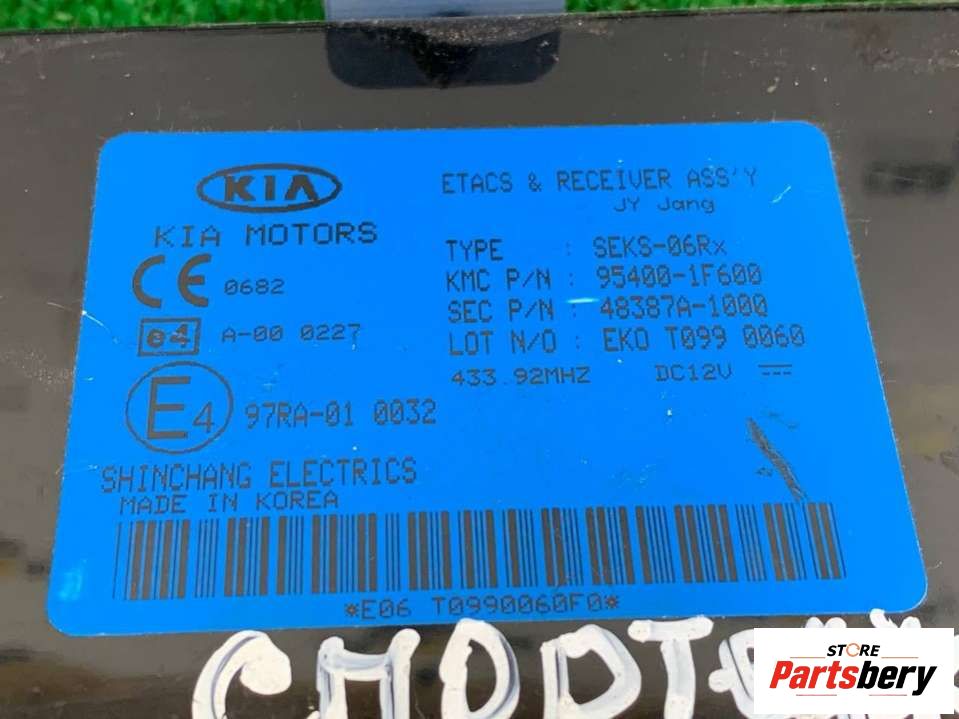 KIA
KIA MOTORS
CE 0682
e4 A-00 0227
E4 97RA-01 0032
ETACS & RECEIVER ASS'Y
JY Jang
TYPE : SEKS-06Rx
KMC P/N : 95400-1F600
SEC P/N : 48387A-1000
LOT N/O : EKO T099 0060
433.92MHZ DC12V
SHINCHANG ELECTRICS
MADE IN KOREA
*E06 T0990060F0*
STORE
Partsbery